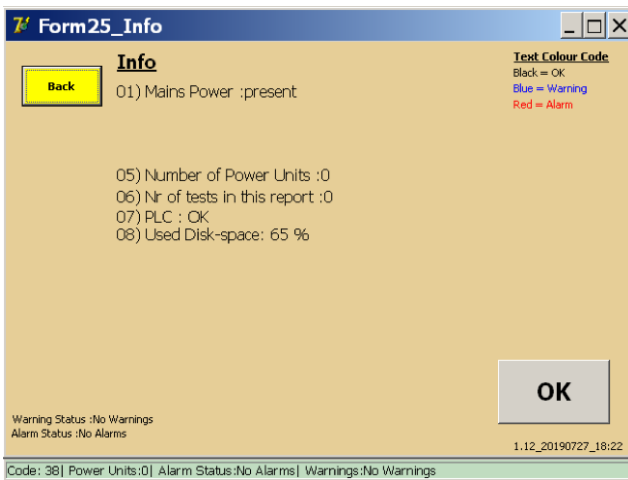 Form25_Info
Back
Info
01) Mains Power :present
05) Number of Power Units :0
06) Nr of tests in this report :0
07) PLC : OK
08) Used Disk-space: 65 %
Text Colour Code
Black = OK
Blue = Warning
Red = Alarm
OK
Warning Status :No Warnings
Alarm Status :No Alarms
1.12_20190727_18:22
Code: 38| Power Units:0| Alarm Status:No Alarms| Warnings:No Warnings